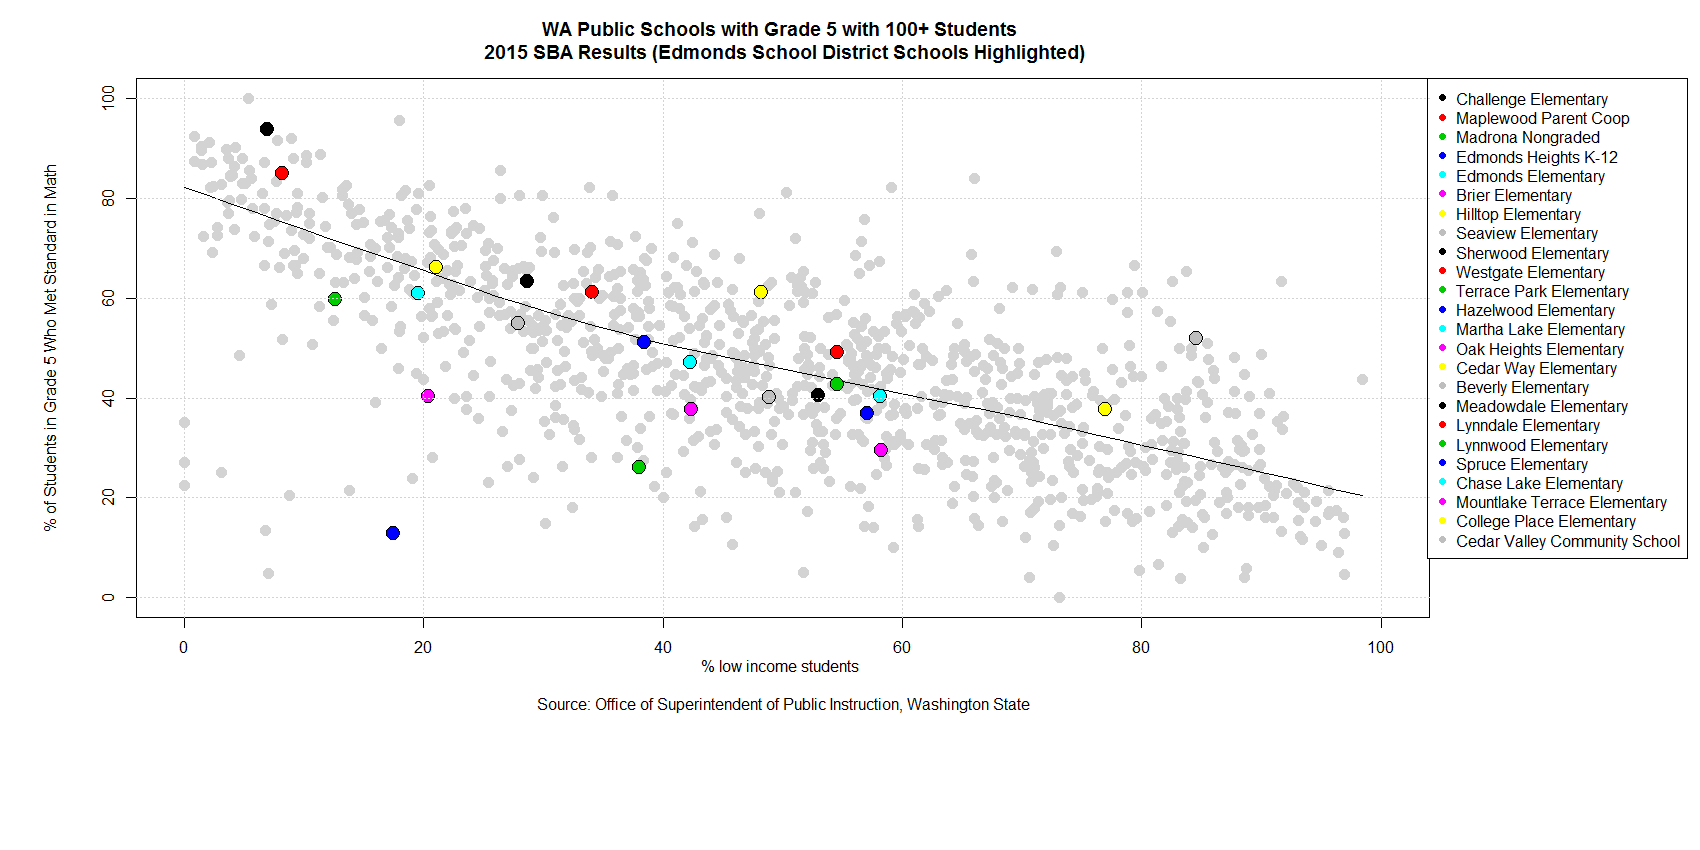 WA Public Schools with Grade 5 with 100+ Students
2015 SBA Results (Edmonds School District Schools Highlighted)
% of Students in Grade 5 Who Met Standard in Math
100
80
60
40
20
0
0 20 40 60 80 100
% low income students
Source: Office of Superintendent of Public Instruction, Washington State
Challenge Elementary
Maplewood Parent Coop
Madrona Nongraded
Edmonds Heights K-12
Edmonds Elementary
Brier Elementary
Hilltop Elementary
Seaview Elementary
Sherwood Elementary
Westgate Elementary
Terrace Park Elementary
Hazelwood Elementary
Martha Lake Elementary
Oak Heights Elementary
Cedar Way Elementary
Beverly Elementary
Meadowdale Elementary
Lynndale Elementary
Lynnwood Elementary
Spruce Elementary
Chase Lake Elementary
Mountlake Terrace Elementary
College Place Elementary
Cedar Valley Community School